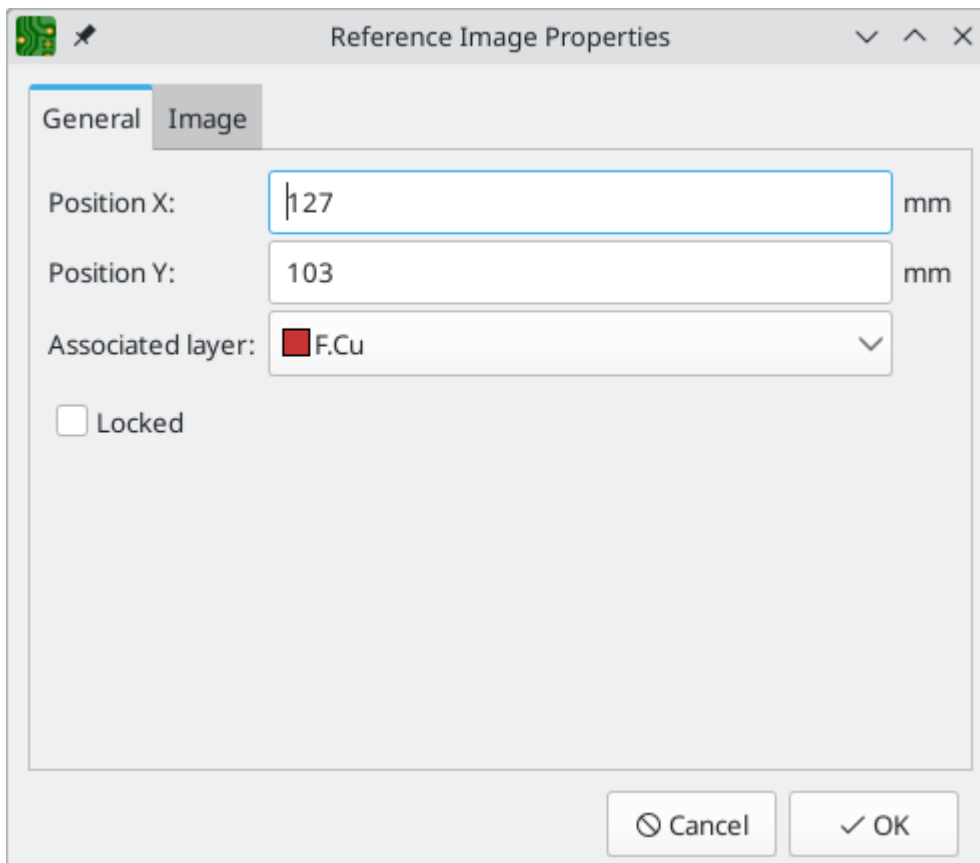 Reference Image Properties
General Image
Position X: 127 mm
Position Y: 103 mm
Associated layer: F.Cu
Locked
Cancel OK